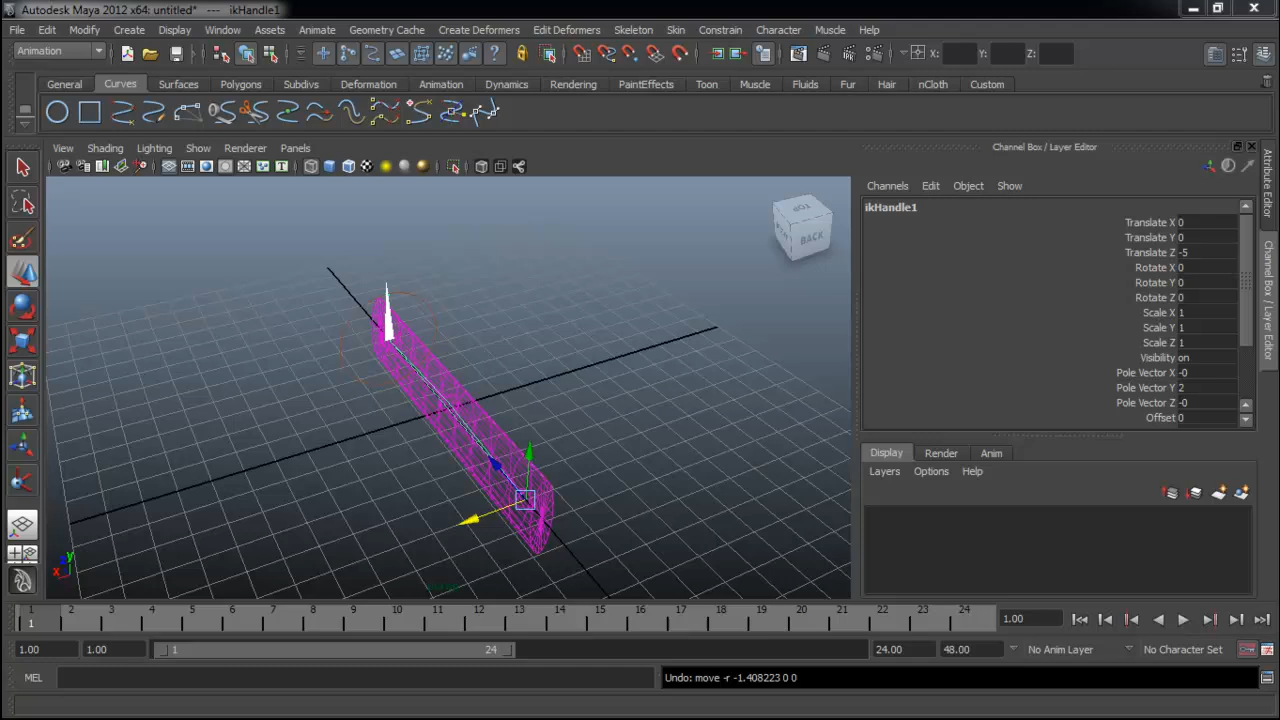 Autodesk Maya 2012 x64: untitled*   ---   ikHandle1
File Edit Modify Create Display Window Assets Animate Geometry Cache Create Deformers Edit Deformers Skeleton Skin Constrain Character Muscle Help
Animation X: Y: Z:
General Curves Surfaces Polygons Subdivs Deformation Animation Dynamics Rendering PaintEffects Toon Muscle Fluids Fur Hair nCloth Custom
View Shading Lighting Show Renderer Panels
Channel Box / Layer Editor
Channels Edit Object Show
ikHandle1
Translate X 0
Translate Y 0
Translate Z -5
Rotate X 0
Rotate Y 0
Rotate Z 0
Scale X 1
Scale Y 1
Scale Z 1
Visibility on
Pole Vector X -0
Pole Vector Y 2
Pole Vector Z -0
Offset 0
Attribute Editor
Channel Box / Layer Editor
BACK
Display Render Anim
Layers Options Help
y
z
x
1 2 3 4 5 6 7 8 9 10 11 12 13 14 15 16 17 18 19 20 21 22 23 24
1
1.00
1.00 1.00 1 24 24.00 48.00 No Anim Layer No Character Set
MEL Undo: move -r -1.408223 0 0